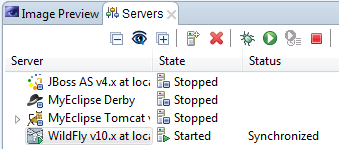 Image Preview Servers
Server State Status
JBoss AS v4.x at loca Stopped
MyEclipse Derby Stopped
MyEclipse Tomcat v Stopped
WildFly v10.x at loca Started Synchronized